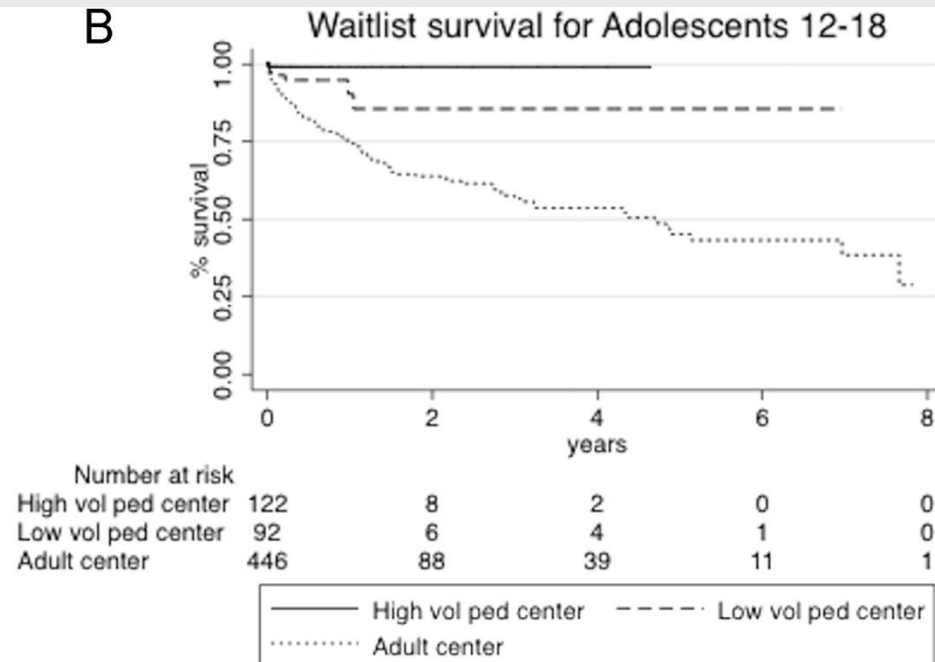 B
Waitlist survival for Adolescents 12-18
% survival
1.00
0.75
0.50
0.25
0.00
0 2 4 6 8
years
Number at risk
High vol ped center 122 8 2 0 0
Low vol ped center 92 6 4 1 0
Adult center 446 88 39 11 1
High vol ped center Low vol ped center
Adult center